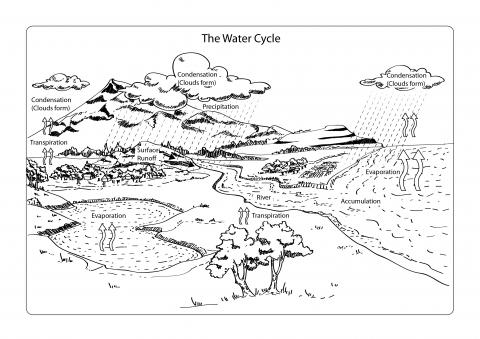 The Water Cycle
Condensation
(Clouds form)
Condensation
(Clouds form)
Condensation
(Clouds form)
Precipitation
Transpiration
Surface
Runoff
Evaporation
River
Accumulation
Evaporation
Transpiration